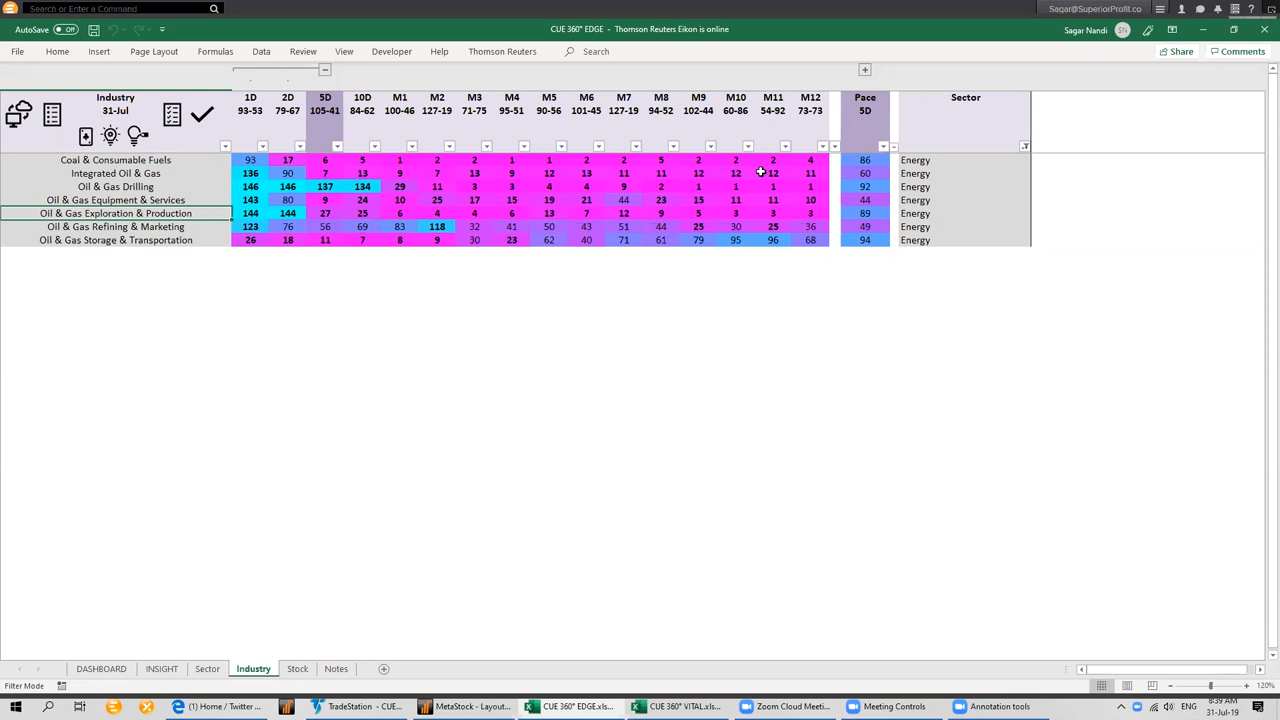 Search for Chart or Command
Sagar@SuperiorProfit.co
AutoSave Off
CUE 360° EDGE - Thomson Reuters Eikon is online
Sagar Nandi SN
File Home Insert Page Layout Formulas Data Review View Developer Help Thomson Reuters Search Share Comments
Industry 1D 2D 5D 10D M1 M2 M3 M4 M5 M6 M7 M8 M9 M10 M11 M12 Pace Sector
31-Jul 93-53 79-67 105-41 84-62 100-46 127-19 71-75 95-51 90-56 101-45 127-19 94-52 102-44 60-86 54-92 73-73 5D
Coal & Consumable Fuels 93 17 6 5 1 2 2 1 1 2 2 5 2 2 2 4 86 Energy
Integrated Oil & Gas 136 90 7 13 9 7 13 9 12 13 11 11 12 12 12 11 60 Energy
Oil & Gas Drilling 146 146 137 134 29 11 3 3 4 4 9 2 1 1 1 1 92 Energy
Oil & Gas Equipment & Services 143 80 9 24 10 25 17 15 19 21 44 23 15 11 11 10 44 Energy
Oil & Gas Exploration & Production 144 144 27 25 6 4 4 6 13 7 12 9 5 3 3 3 89 Energy
Oil & Gas Refining & Marketing 123 76 56 69 83 118 32 41 50 43 51 44 25 30 25 36 49 Energy
Oil & Gas Storage & Transportation 26 18 11 7 8 9 30 23 62 40 71 61 79 95 96 68 94 Energy
DASHBOARD INSIGHT Sector Industry Stock Notes
Filter Mode
120%
(1) Home / Twitter ... TradeStation - CUE... MetaStock - Layout... CUE 360° EDGE.xls... CUE 360° VITAL.xls... Zoom Cloud Meeti... Meeting Controls Annotation tools
ENG
8:39 AM
31-Jul-19